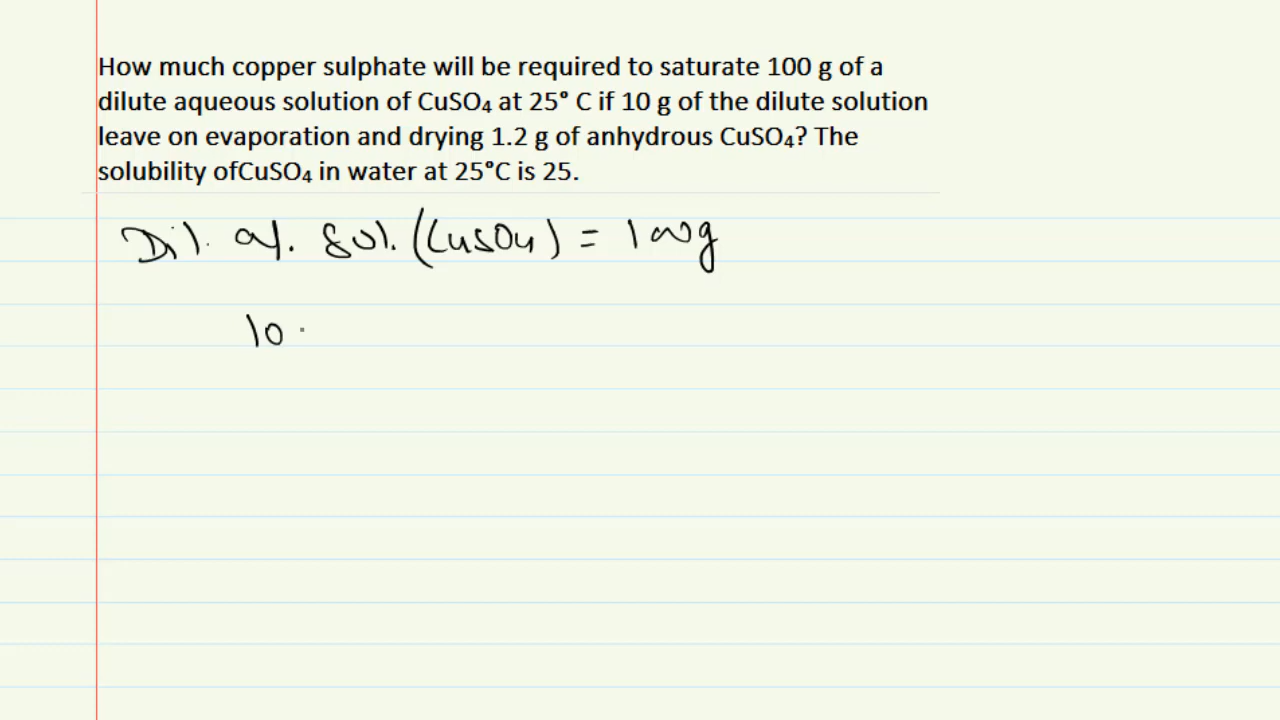 How much copper sulphate will be required to saturate 100 g of a
dilute aqueous solution of CuSO₄ at 25° C if 10 g of the dilute solution
leave on evaporation and drying 1.2 g of anhydrous CuSO₄? The
solubility ofCuSO₄ in water at 25°C is 25.
Dil. aq. Sol. (CuSO₄) = 100g
10